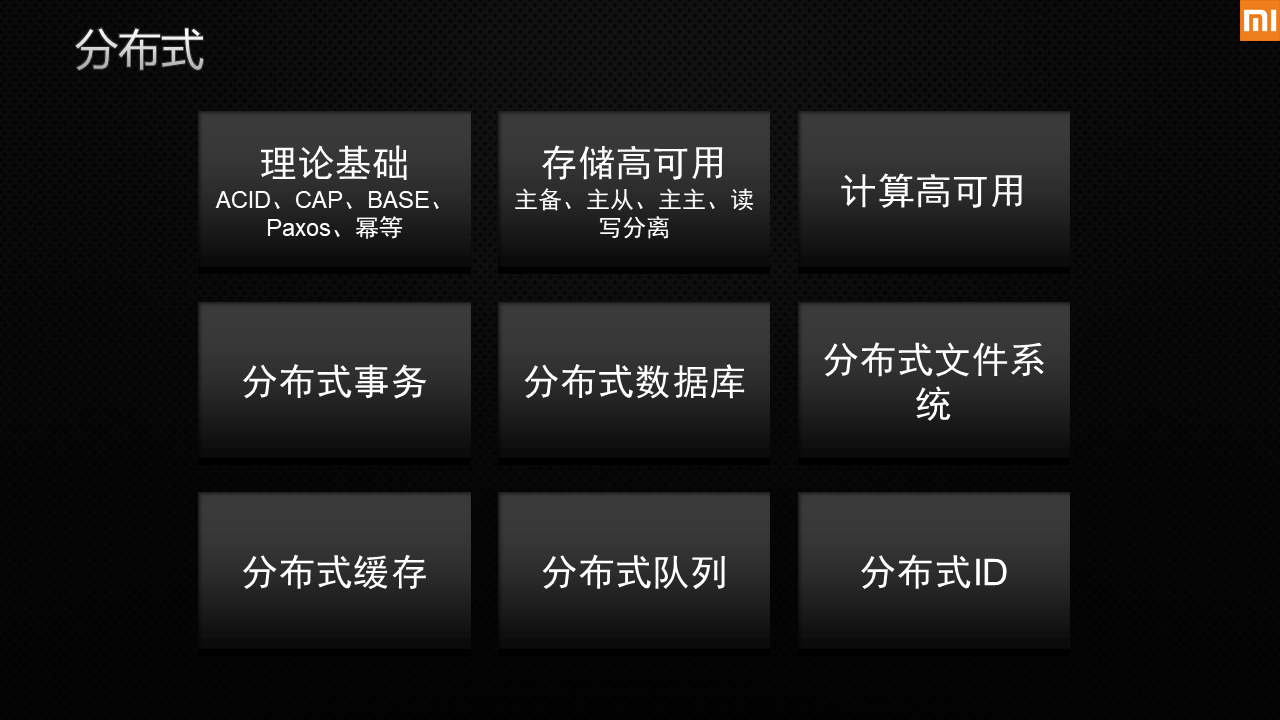 分布式
mi
理论基础
ACID、CAP、BASE、
Paxos、幂等
存储高可用
主备、主从、主主、读
写分离
计算高可用
分布式事务
分布式数据库
分布式文件系
统
分布式缓存
分布式队列
分布式ID